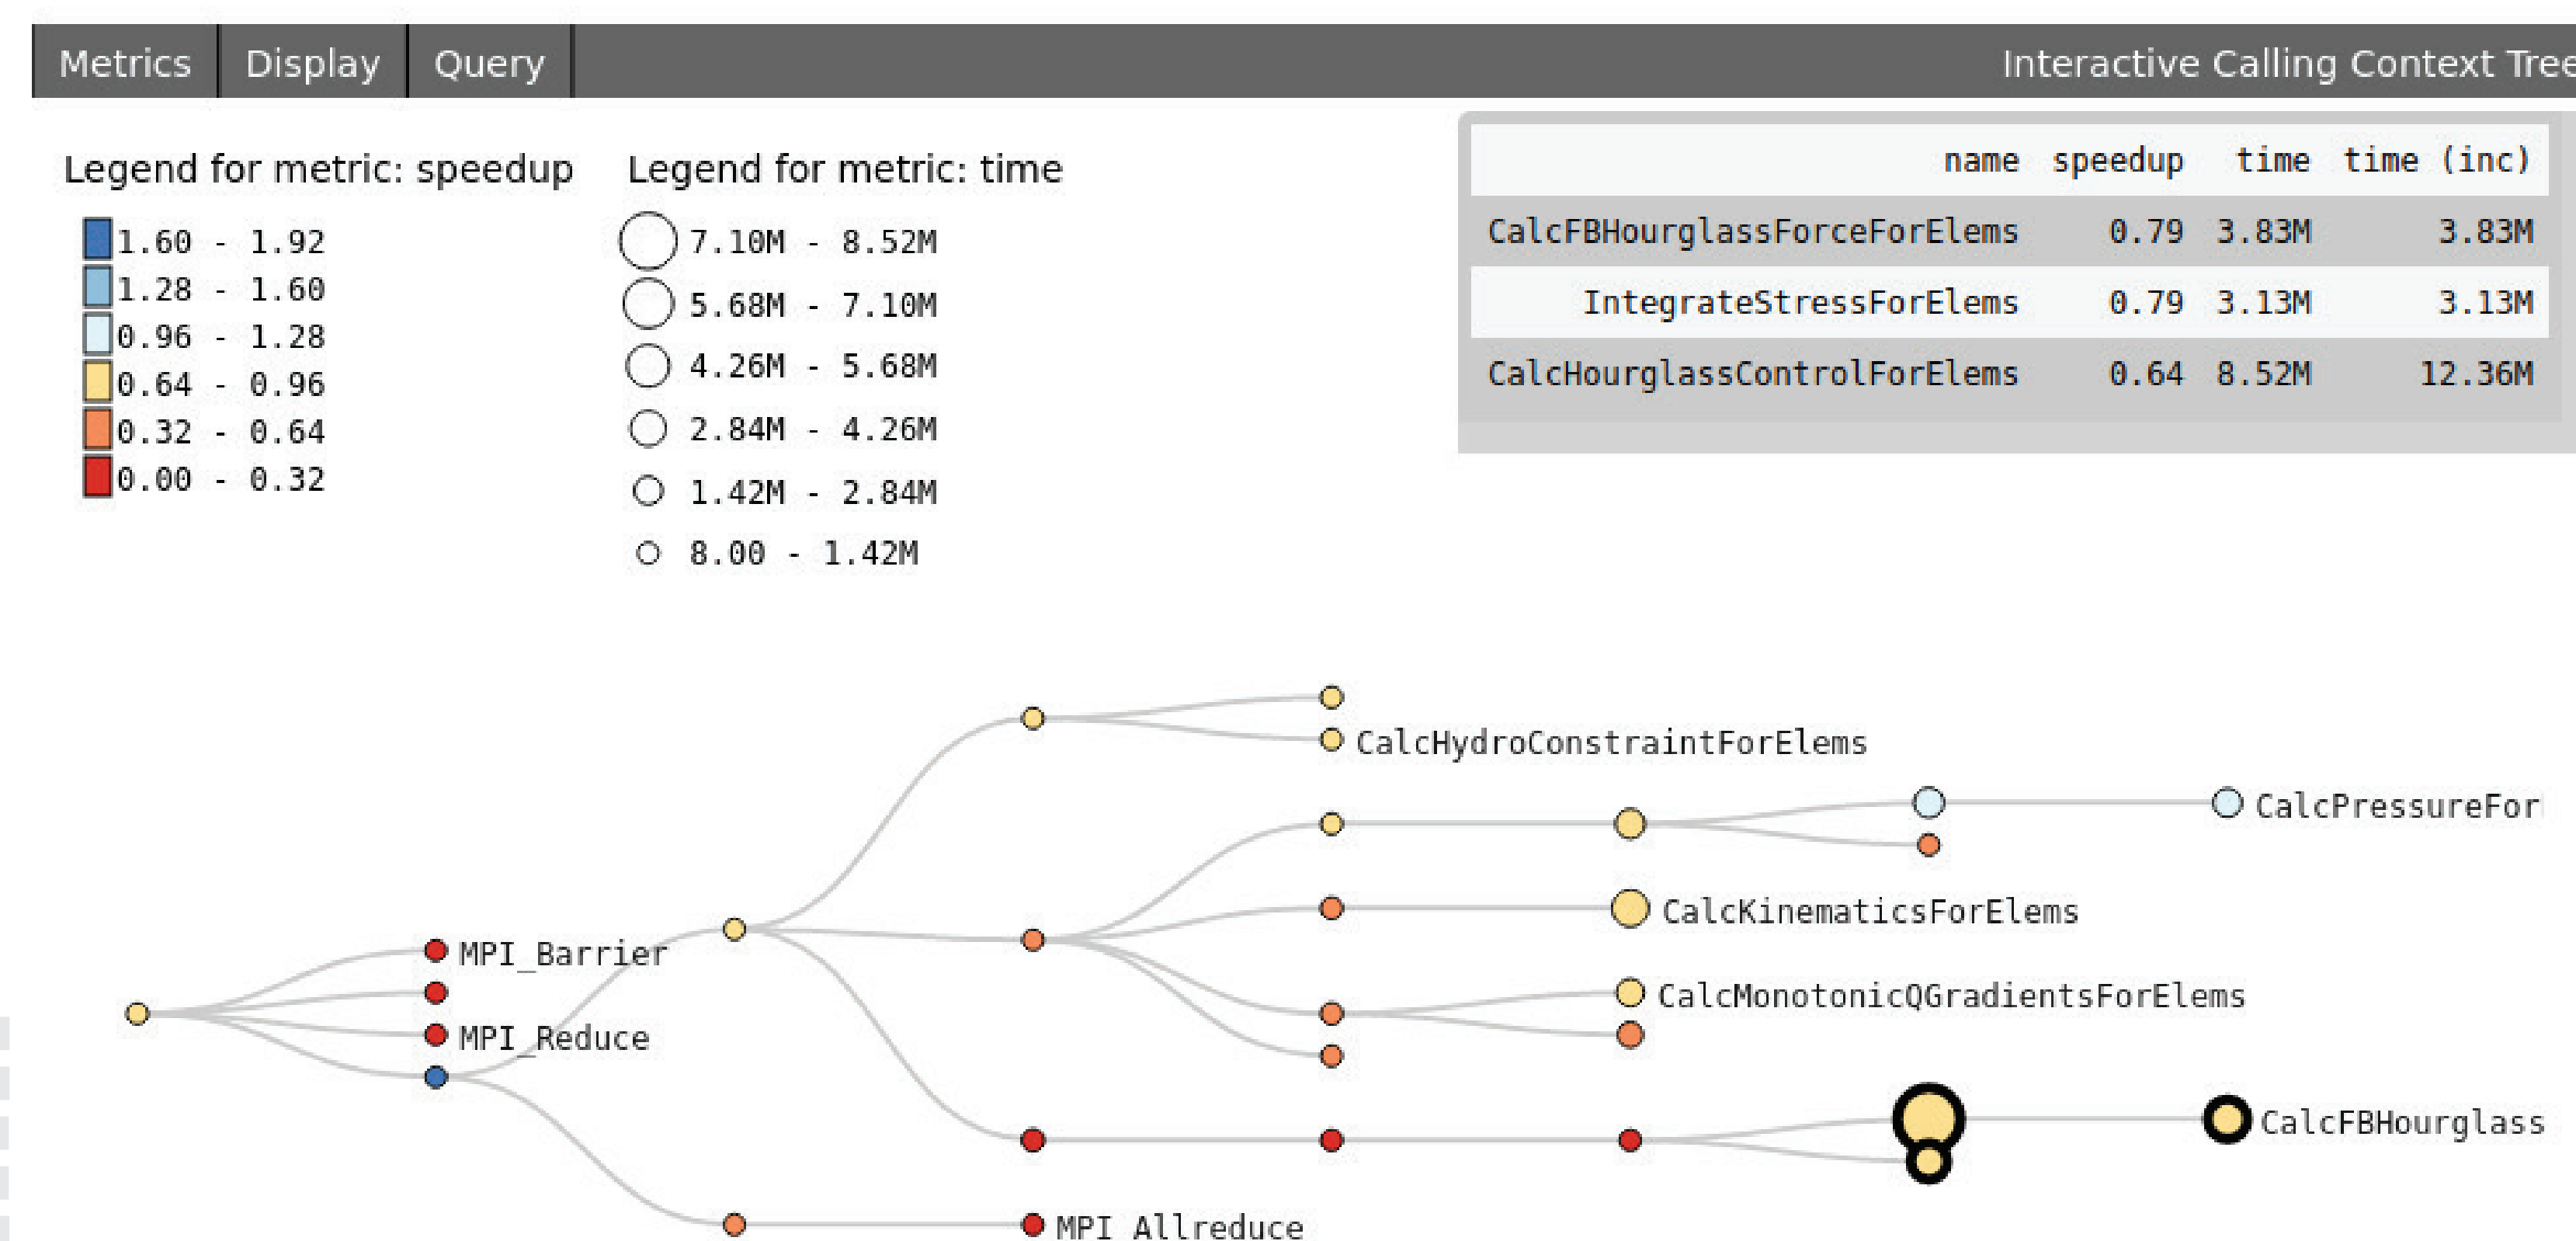 Metrics Display Query Interactive Calling Context Tree
Legend for metric: speedup
1.60 - 1.92
1.28 - 1.60
0.96 - 1.28
0.64 - 0.96
0.32 - 0.64
0.00 - 0.32
Legend for metric: time
7.10M - 8.52M
5.68M - 7.10M
4.26M - 5.68M
2.84M - 4.26M
1.42M - 2.84M
8.00 - 1.42M
name speedup time time (inc)
CalcFBHourglassForceForElems 0.79 3.83M 3.83M
IntegrateStressForElems 0.79 3.13M 3.13M
CalcHourglassControlForElems 0.64 8.52M 12.36M
CalcHydroConstraintForElems
CalcPressureFor
CalcKinematicsForElems
MPI_Barrier
CalcMonotonicQGradientsForElems
MPI_Reduce
CalcFBHourglass
MPI_Allreduce